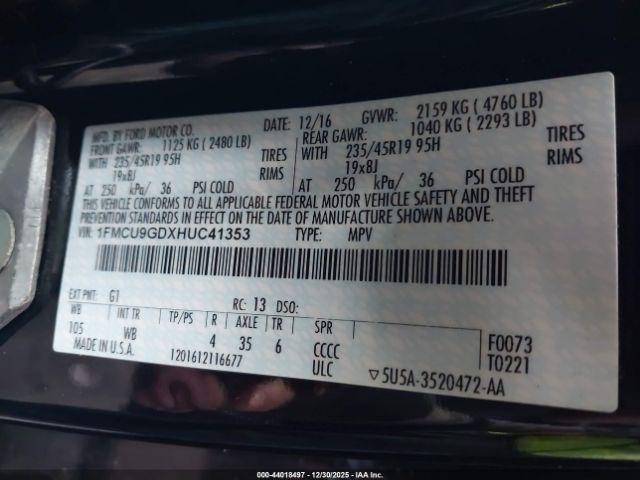 MFD. BY FORD MOTOR CO. DATE: 12/16 GVWR: 2159 KG ( 4760 LB)
FRONT GAWR: 1125 KG ( 2480 LB) REAR GAWR: 1040 KG ( 2293 LB)
WITH 235/45R19 95H TIRES WITH 235/45R19 95H TIRES
19x8J RIMS 19x8J RIMS
AT 250 kPa/ 36 PSI COLD AT 250 kPa/ 36 PSI COLD
THIS VEHICLE CONFORMS TO ALL APPLICABLE FEDERAL MOTOR VEHICLE SAFETY AND THEFT
PREVENTION STANDARDS IN EFFECT ON THE DATE OF MANUFACTURE SHOWN ABOVE.
VIN: 1FMCU9GDXHUC41353 TYPE: MPV
EXT PNT: G1 RC: 13 DSO:
WB INT TR TP/PS R AXLE TR SPR
105 WB 4 35 6 CCCC F0073
MADE IN U.S.A. 1201612116677 ULC T0221
▽5U5A-3520472-AA
000-44018497 - 12/30/2025 - IAA Inc.